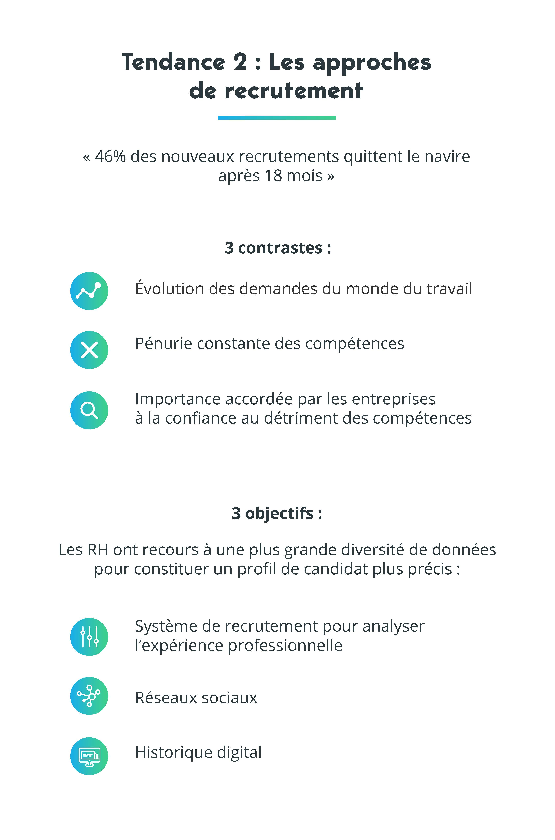 Tendance 2 : Les approches
de recrutement
« 46% des nouveaux recrutements quittent le navire
après 18 mois »
3 contrastes :
Évolution des demandes du monde du travail
Pénurie constante des compétences
Importance accordée par les entreprises
à la confiance au détriment des compétences
3 objectifs :
Les RH ont recours à une plus grande diversité de données
pour constituer un profil de candidat plus précis :
Système de recrutement pour analyser
l'expérience professionnelle
Réseaux sociaux
Historique digital